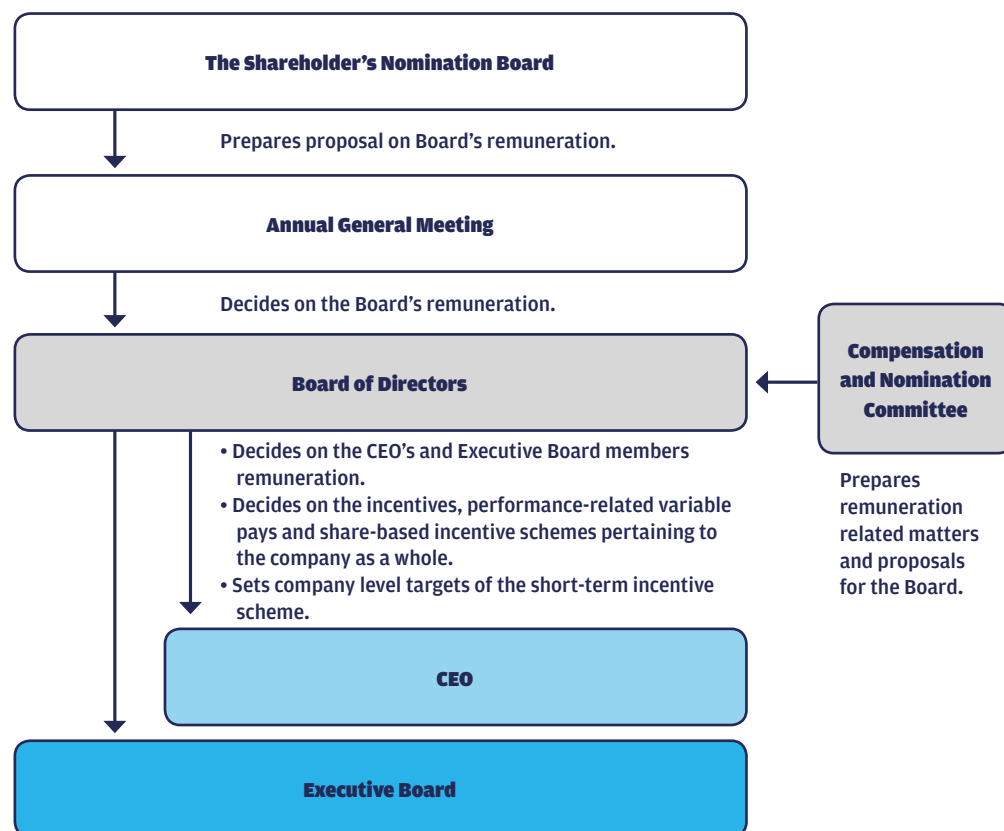 The Shareholder’s Nomination Board
Prepares proposal on Board’s remuneration.
Annual General Meeting
Decides on the Board’s remuneration.
Board of Directors
Compensation
and Nomination
Committee
• Decides on the CEO’s and Executive Board members
remuneration.
• Decides on the incentives, performance-related variable
pays and share-based incentive schemes pertaining to
the company as a whole.
• Sets company level targets of the short-term incentive
scheme.
Prepares
remuneration
related matters
and proposals
for the Board.
CEO
Executive Board